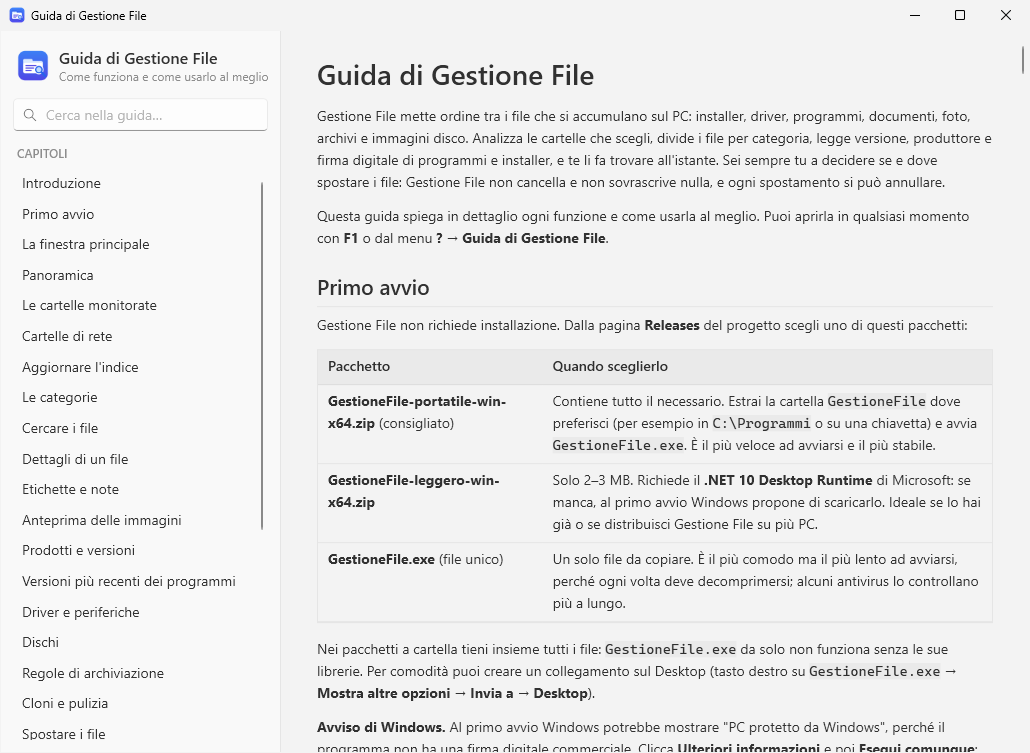 Guida di Gestione File
Guida di Gestione File
Come funziona e come usarlo al meglio
Cerca nella guida...
CAPITOLI
Introduzione
Primo avvio
La finestra principale
Panoramica
Le cartelle monitorate
Cartelle di rete
Aggiornare l'indice
Le categorie
Cercare i file
Dettagli di un file
Etichette e note
Anteprima delle immagini
Prodotti e versioni
Versioni più recenti dei programmi
Driver e periferiche
Dischi
Regole di archiviazione
Cloni e pulizia
Spostare i file
Guida di Gestione File
Gestione File mette ordine tra i file che si accumulano sul PC: installer, driver, programmi, documenti, foto,
archivi e immagini disco. Analizza le cartelle che scegli, divide i file per categoria, legge versione, produttore e
firma digitale di programmi e installer, e te li fa trovare all'istante. Sei sempre tu a decidere se e dove
spostare i file: Gestione File non cancella e non sovrascrive nulla, e ogni spostamento si può annullare.
Questa guida spiega in dettaglio ogni funzione e come usarla al meglio. Puoi aprirla in qualsiasi momento
con F1 o dal menu ? → Guida di Gestione File.
Primo avvio
Gestione File non richiede installazione. Dalla pagina Releases del progetto scegli uno di questi pacchetti:
Pacchetto
Quando sceglierlo
GestioneFile-portatile-win-
x64.zip (consigliato)
Contiene tutto il necessario. Estrai la cartella GestioneFile dove
preferisci (per esempio in C:\Programmi o su una chiavetta) e avvia
GestioneFile.exe. È il più veloce ad avviarsi e il più stabile.
GestioneFile-leggero-win-
x64.zip
Solo 2–3 MB. Richiede il .NET 10 Desktop Runtime di Microsoft: se
manca, al primo avvio Windows propone di scaricarlo. Ideale se lo hai
già o se distribuisci Gestione File su più PC.
GestioneFile.exe (file unico)
Un solo file da copiare. È il più comodo ma il più lento ad avviarsi,
perché ogni volta deve decomprimersi; alcuni antivirus lo controllano
più a lungo.
Nei pacchetti a cartella tieni insieme tutti i file: GestioneFile.exe da solo non funziona senza le sue
librerie. Per comodità puoi creare un collegamento sul Desktop (tasto destro su GestioneFile.exe →
Mostra altre opzioni → Invia a → Desktop).
Avviso di Windows. Al primo avvio Windows potrebbe mostrare "PC protetto da Windows", perché il
programma non ha una firma digitale commerciale. Clicca Ulteriori informazioni e poi Esegui comunque: